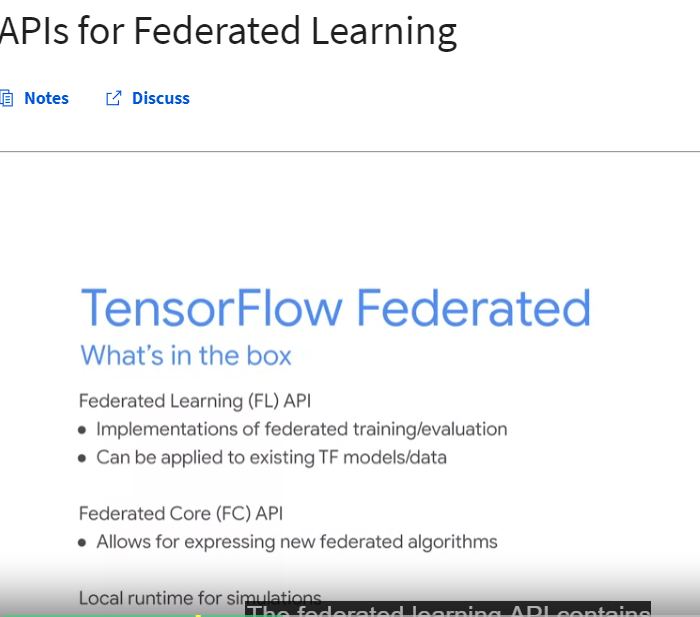 APIs for Federated Learning
Notes
Discuss
TensorFlow Federated
What's in the box
Federated Learning (FL) API
● Implementations of federated training/evaluation
● Can be applied to existing TF models/data
Federated Core (FC) API
● Allows for expressing new federated algorithms
Local runtime for simulations
The federated learning API contains